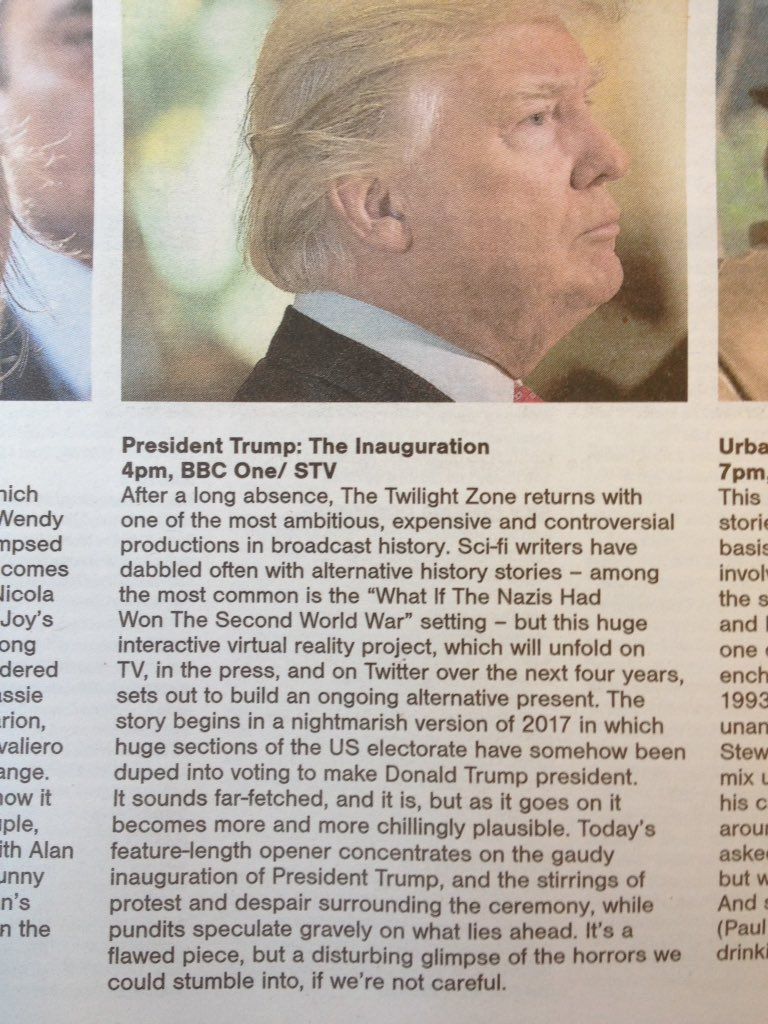 hich
Wendy
mpsed
comes
Nicola
Joy's
ong
dered
assie
arion,
valiero
ange.
how it
ple,
ith Alan
unny
n's
n the
President Trump: The Inauguration
4pm, BBC One/ STV
After a long absence, The Twilight Zone returns with
one of the most ambitious, expensive and controversial
productions in broadcast history. Sci-fi writers have
dabbled often with alternative history stories – among
the most common is the “What If The Nazis Had
Won The Second World War” setting – but this huge
interactive virtual reality project, which will unfold on
TV, in the press, and on Twitter over the next four years,
sets out to build an ongoing alternative present. The
story begins in a nightmarish version of 2017 in which
huge sections of the US electorate have somehow been
duped into voting to make Donald Trump president.
It sounds far-fetched, and it is, but as it goes on it
becomes more and more chillingly plausible. Today's
feature-length opener concentrates on the gaudy
inauguration of President Trump, and the stirrings of
protest and despair surrounding the ceremony, while
pundits speculate gravely on what lies ahead. It's a
flawed piece, but a disturbing glimpse of the horrors we
could stumble into, if we're not careful.
Urba
7pm,
This
storie
basis
involv
the s
and
one
ench
1993
unan
Stew
mix u
his c
aroun
asked
but w
And s
(Paul
drinki